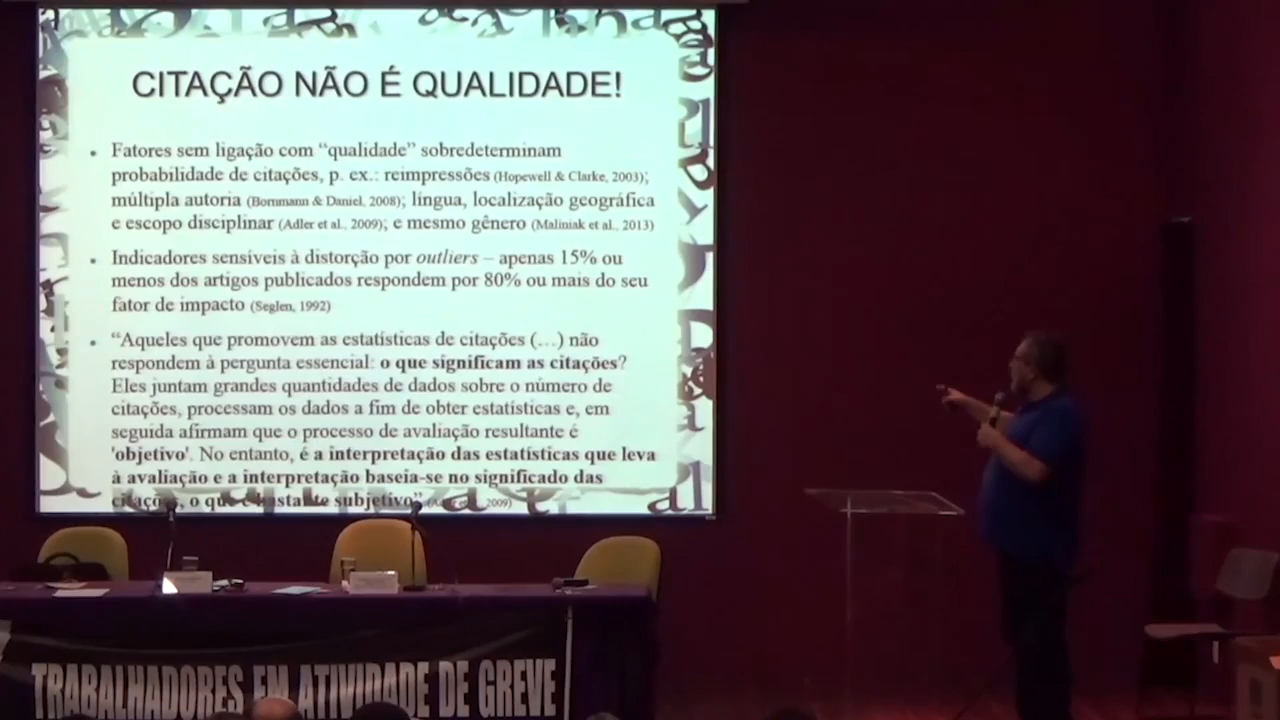 CITAÇÃO NÃO É QUALIDADE!
• Fatores sem ligação com “qualidade” sobredeterminam
probabilidade de citações, p. ex.: reimpressões (Hopewell & Clarke, 2003);
múltipla autoria (Bornmann & Daniel, 2008); língua, localização geográfica
e escopo disciplinar (Adler et al., 2009); e mesmo gênero (Maliniak et al., 2013)
• Indicadores sensíveis à distorção por outliers – apenas 15% ou
menos dos artigos publicados respondem por 80% ou mais do seu
fator de impacto (Seglen, 1992)
• “Aqueles que promovem as estatísticas de citações (…) não
respondem à pergunta essencial: o que significam as citações?
Eles juntam grandes quantidades de dados sobre o número de
citações, processam os dados a fim de obter estatísticas e, em
seguida afirmam que o processo de avaliação resultante é
'objetivo'. No entanto, é a interpretação das estatísticas que leva
à avaliação e a interpretação baseia-se no significado das
citações, o que é bastante subjetivo” 2009)
TRABALHADORES EM ATIVIDADE DE GREVE